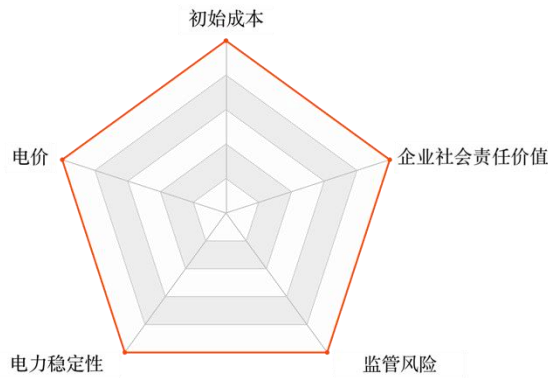 初始成本
电价
企业社会责任价值
电力稳定性
监管风险